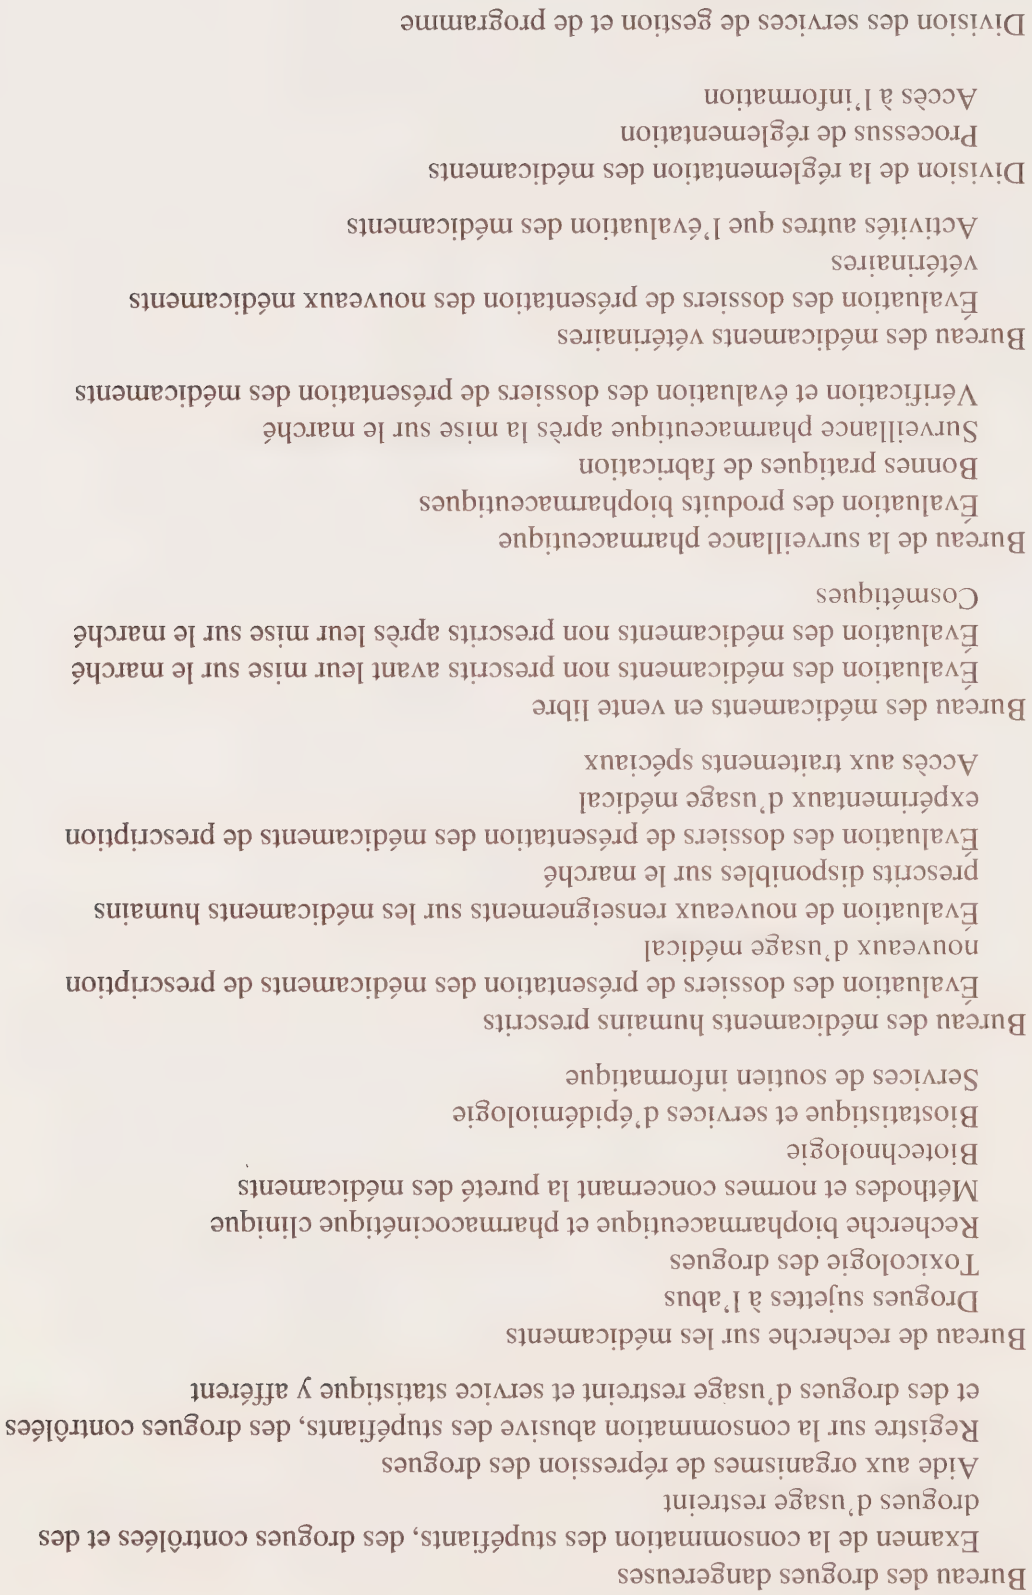 Bureau des drogues dangereuses
Examen de la consommation des stupéfiants, des drogues contrôlées et des
drogues d'usage restreint
Aide aux organismes de répression des drogues
Registre sur la consommation abusive des stupéfiants, des drogues contrôlées
et des drogues d'usage restreint et service statistique y afférent
Bureau de recherche sur les médicaments
Drogues sujettes à l'abus
Toxicologie des drogues
Recherche biopharmaceutique et pharmacocinétique clinique
Méthodes et normes concernant la pureté des médicaments
Biotechnologie
Biostatistique et services d'épidémiologie
Services de soutien informatique
Bureau des médicaments humains prescrits
Évaluation des dossiers de présentation des médicaments de prescription
nouveaux d'usage médical
Évaluation de nouveaux renseignements sur les médicaments humains
prescrits disponibles sur le marché
Évaluation des dossiers de présentation des médicaments de prescription
expérimentaux d'usage médical
Accès aux traitements spéciaux
Bureau des médicaments en vente libre
Évaluation des médicaments non prescrits avant leur mise sur le marché
Évaluation des médicaments non prescrits après leur mise sur le marché
Cosmétiques
Bureau de la surveillance pharmaceutique
Évaluation des produits biopharmaceutiques
Bonnes pratiques de fabrication
Surveillance pharmaceutique après la mise sur le marché
Vérification et évaluation des dossiers de présentation des médicaments
Bureau des médicaments vétérinaires
Évaluation des dossiers de présentation des nouveaux médicaments
vétérinaires
Activités autres que l'évaluation des médicaments
Division de la réglementation des médicaments
Processus de réglementation
Accès à l'information
Division des services de gestion et de programme